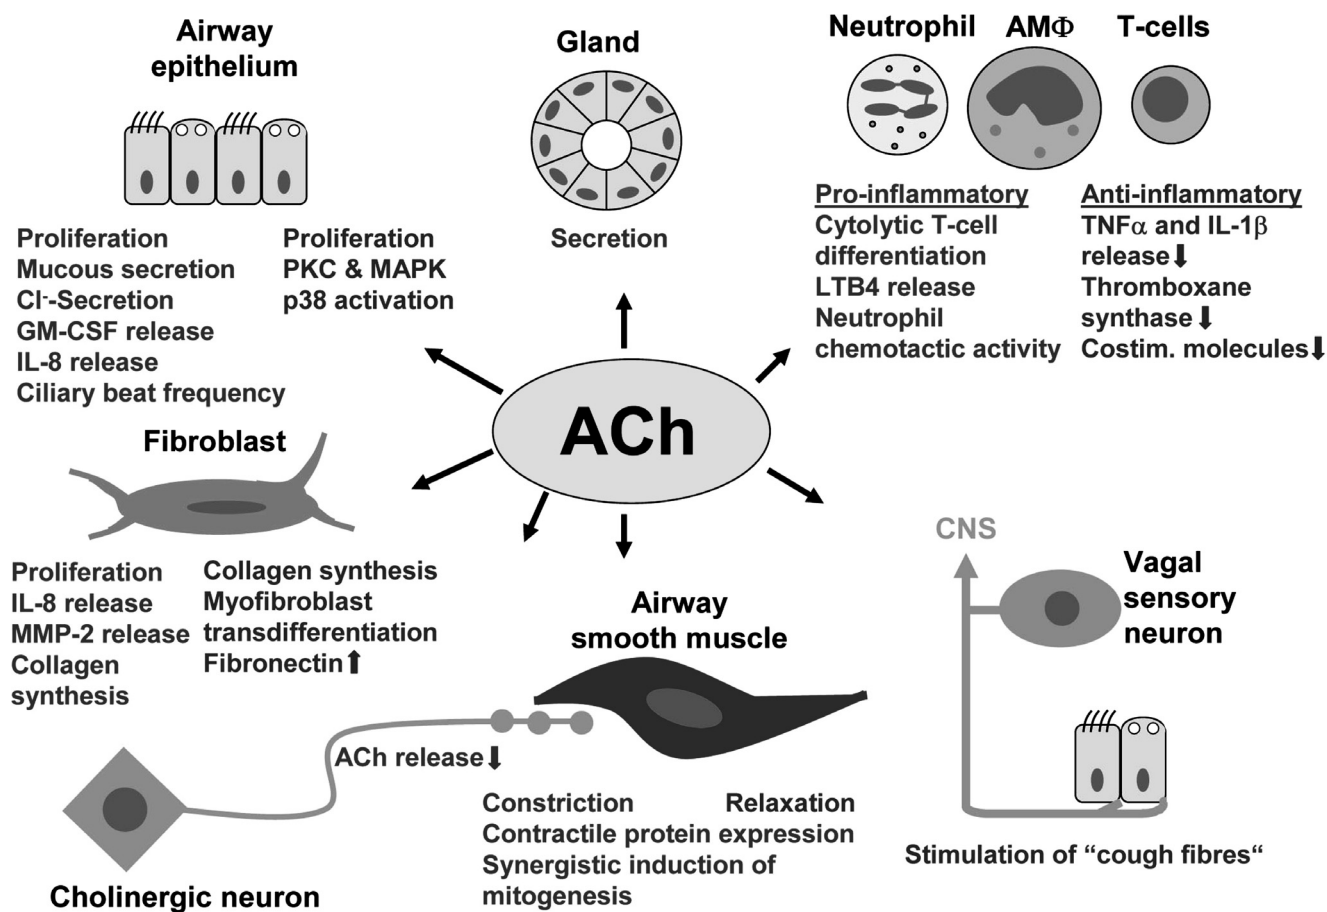 Airway
epithelium
Proliferation
Mucous secretion
Cl⁻-Secretion
GM-CSF release
IL-8 release
Ciliary beat frequency
Proliferation
PKC & MAPK
p38 activation
Gland
Secretion
Neutrophil
AMΦ
T-cells
Pro-inflammatory
Cytolytic T-cell
differentiation
LTB4 release
Neutrophil
chemotactic activity
Anti-inflammatory
TNFα and IL-1β
release⬇
Thromboxane
synthase⬇
Costim. molecules⬇
ACh
Fibroblast
Proliferation
IL-8 release
MMP-2 release
Collagen
synthesis
Collagen synthesis
Myofibroblast
transdifferentiation
Fibronectin⬆
Airway
smooth muscle
ACh release⬇
Constriction Relaxation
Contractile protein expression
Synergistic induction of
mitogenesis
Cholinergic neuron
CNS
Vagal
sensory
neuron
Stimulation of “cough fibres“